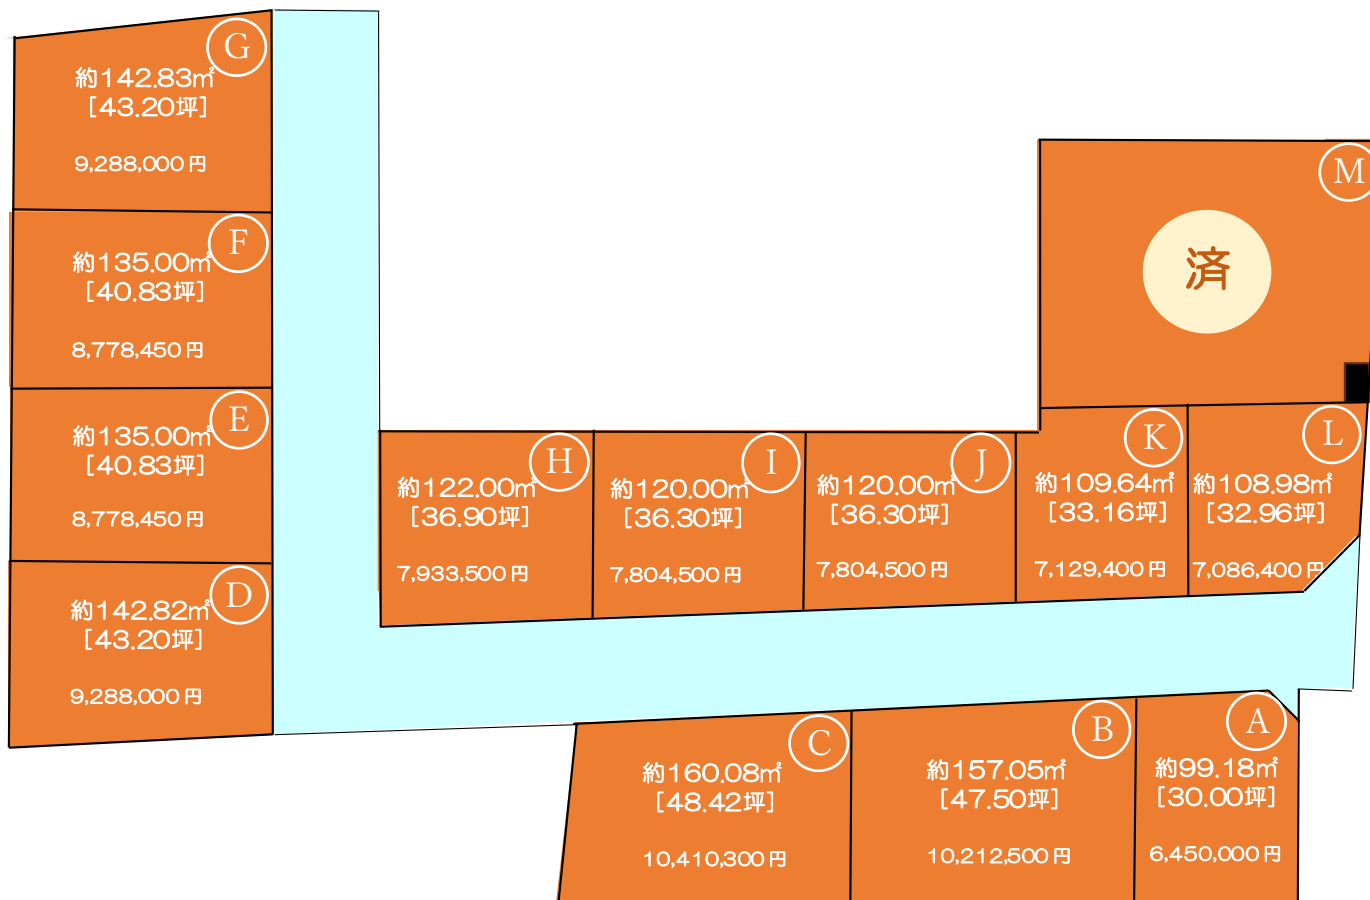 G
約142.83㎡
[43.20坪]
9,288,000円
F
約135.00㎡
[40.83坪]
8,778,450円
E
約135.00㎡
[40.83坪]
8,778,450円
D
約142.82㎡
[43.20坪]
9,288,000円
H
約122.00㎡
[36.90坪]
7,933,500円
I
約120.00㎡
[36.30坪]
7,804,500円
J
約120.00㎡
[36.30坪]
7,804,500円
K
約109.64㎡
[33.16坪]
7,129,400円
L
約108.98㎡
[32.96坪]
7,086,400円
M
済
C
約160.08㎡
[48.42坪]
10,410,300円
B
約157.05㎡
[47.50坪]
10,212,500円
A
約99.18㎡
[30.00坪]
6,450,000円